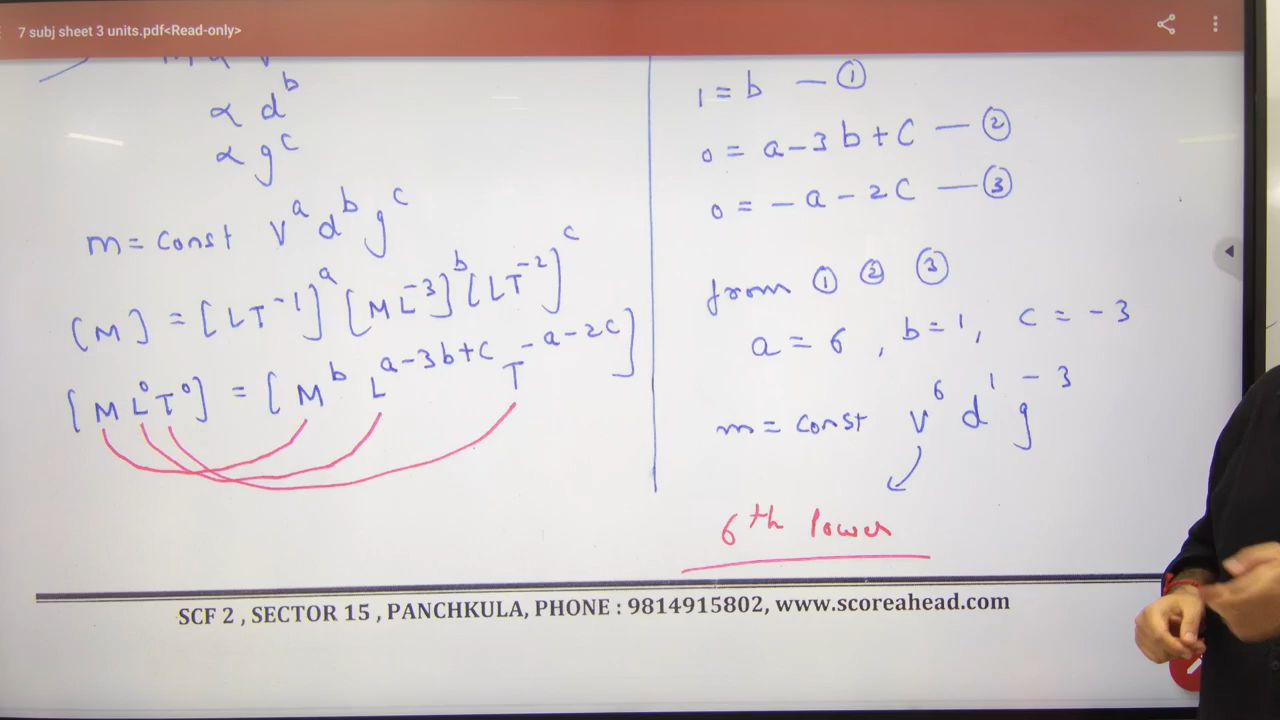 7 subj sheet 3 units.pdf<Read-only>
∝ d^b
∝ g^c
m = Const v^a d^b g^c
[M] = [LT^-1]^a [ML^-3]^b [LT^-2]^c
[M L^0 T^0] = [M^b L^a-3b+c T^-a-2c]
1 = b — ①
0 = a-3b+C — ②
0 = -a-2C — ③
from ① ② ③
a = 6, b=1, c = -3
m = const v^6 d^1 g^-3
6th Power
SCF 2 , SECTOR 15 , PANCHKULA, PHONE : 9814915802, www.scoreahead.com